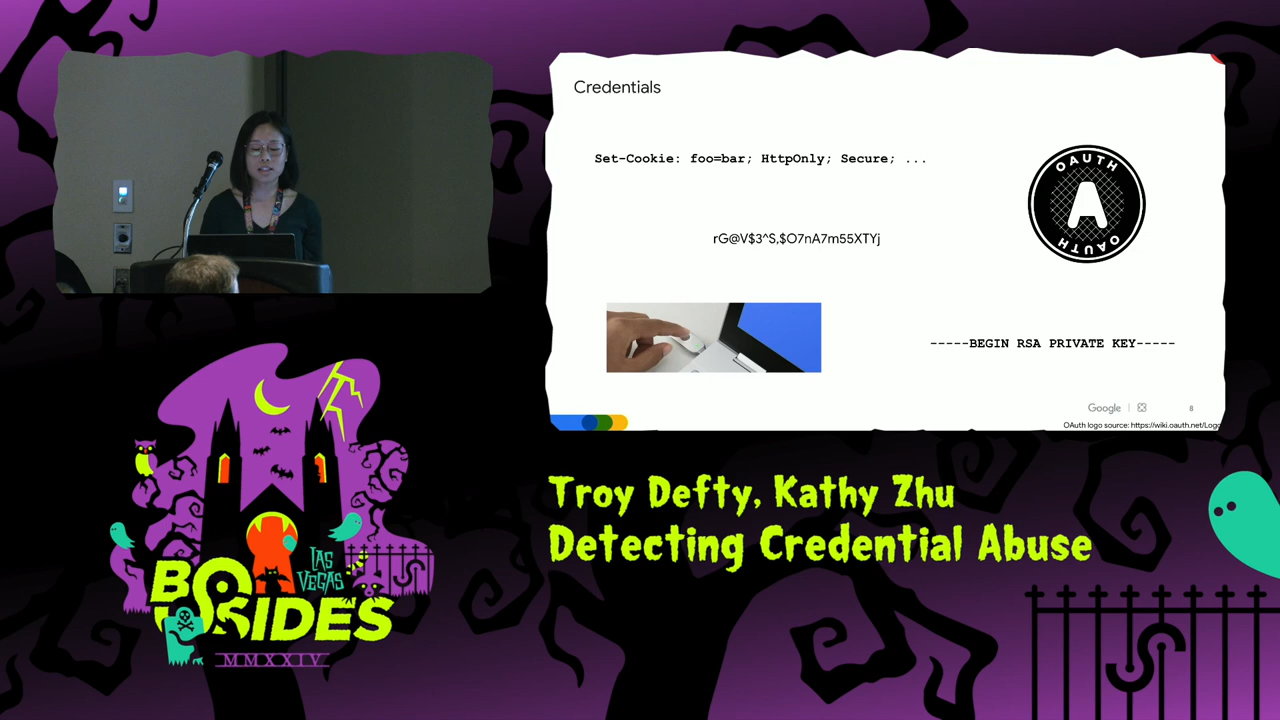 Credentials
Set-Cookie: foo=bar; HttpOnly; Secure; ...
OAUTH
A
OAUTH
rG@V$3^S,$O7nA7m55XTYj
-----BEGIN RSA PRIVATE KEY-----
Google
8
OAuth logo source: https://wiki.oauth.net/Logo
Troy Defty, Kathy Zhu
Detecting Credential Abuse
LAS
VEGAS
BSIDES
MMXXIV